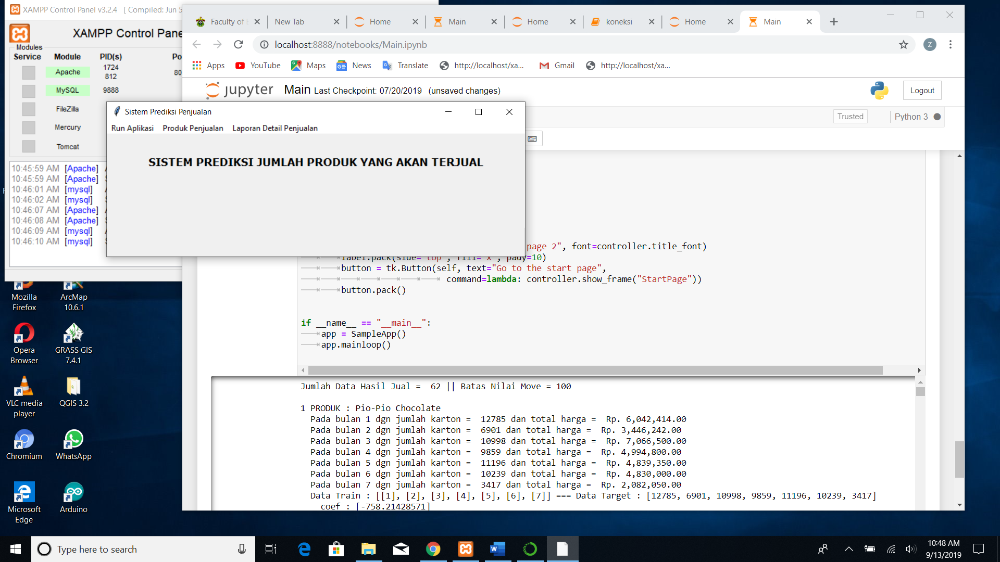 XAMPP Control Panel v3.2.4 [ Compiled: Jun 5
XAMPP Control Pane
Modules
Service Module PID(s) Po
Apache 1724 812 80
MySQL 9888
FileZilla
Mercury
Tomcat
10:45:59 AM [Apache]
10:45:59 AM [Apache]
10:46:01 AM [mysql]
10:46:02 AM [mysql]
10:46:07 AM [Apache]
10:46:08 AM [Apache]
10:46:09 AM [mysql]
10:46:10 AM [mysql]
Faculty of New Tab Home Main Home koneksi Home Main
localhost:8888/notebooks/Main.ipynb
Z
Apps YouTube Maps News Translate http://localhost/xa... Gmail http://localhost/xa...
jupyter Main Last Checkpoint: 07/20/2019 (unsaved changes)
Logout
Trusted Python 3
Sistem Prediksi Penjualan
Run Aplikasi Produk Penjualan Laporan Detail Penjualan
SISTEM PREDIKSI JUMLAH PRODUK YANG AKAN TERJUAL
page 2", font=controller.title_font)
label.pack(side="top", fill="x", pady=10)
button = tk.Button(self, text="Go to the start page",
command=lambda: controller.show_frame("StartPage"))
button.pack()
if __name__ == "__main__":
app = SampleApp()
app.mainloop()
Jumlah Data Hasil Jual = 62 || Batas Nilai Move = 100
1 PRODUK : Pio-Pio Chocolate
Pada bulan 1 dgn jumlah karton = 12785 dan total harga = Rp. 6,042,414.00
Pada bulan 2 dgn jumlah karton = 6901 dan total harga = Rp. 3,446,242.00
Pada bulan 3 dgn jumlah karton = 10998 dan total harga = Rp. 7,066,500.00
Pada bulan 4 dgn jumlah karton = 9859 dan total harga = Rp. 4,994,800.00
Pada bulan 5 dgn jumlah karton = 11196 dan total harga = Rp. 4,839,350.00
Pada bulan 6 dgn jumlah karton = 10239 dan total harga = Rp. 4,830,000.00
Pada bulan 7 dgn jumlah karton = 3417 dan total harga = Rp. 2,082,050.00
Data Train : [[1], [2], [3], [4], [5], [6], [7]] === Data Target : [12785, 6901, 10998, 9859, 11196, 10239, 3417]
coef : [-758.21428571]
Mozilla Firefox
ArcMap 10.6.1
Opera Browser
GRASS GIS 7.4.1
VLC media player
QGIS 3.2
Chromium
WhatsApp
Microsoft Edge
Arduino
Type here to search
10:48 AM
9/13/2019